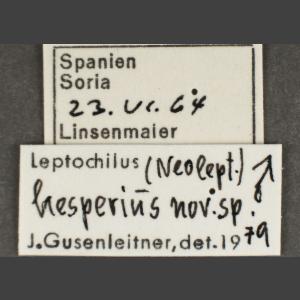 Spanien
Soria
23. VI. 64
Linsenmaier
Leptochilus (Neolept.) ♂
hesperius nov. sp.
J. Gusenleitner, det. 1979